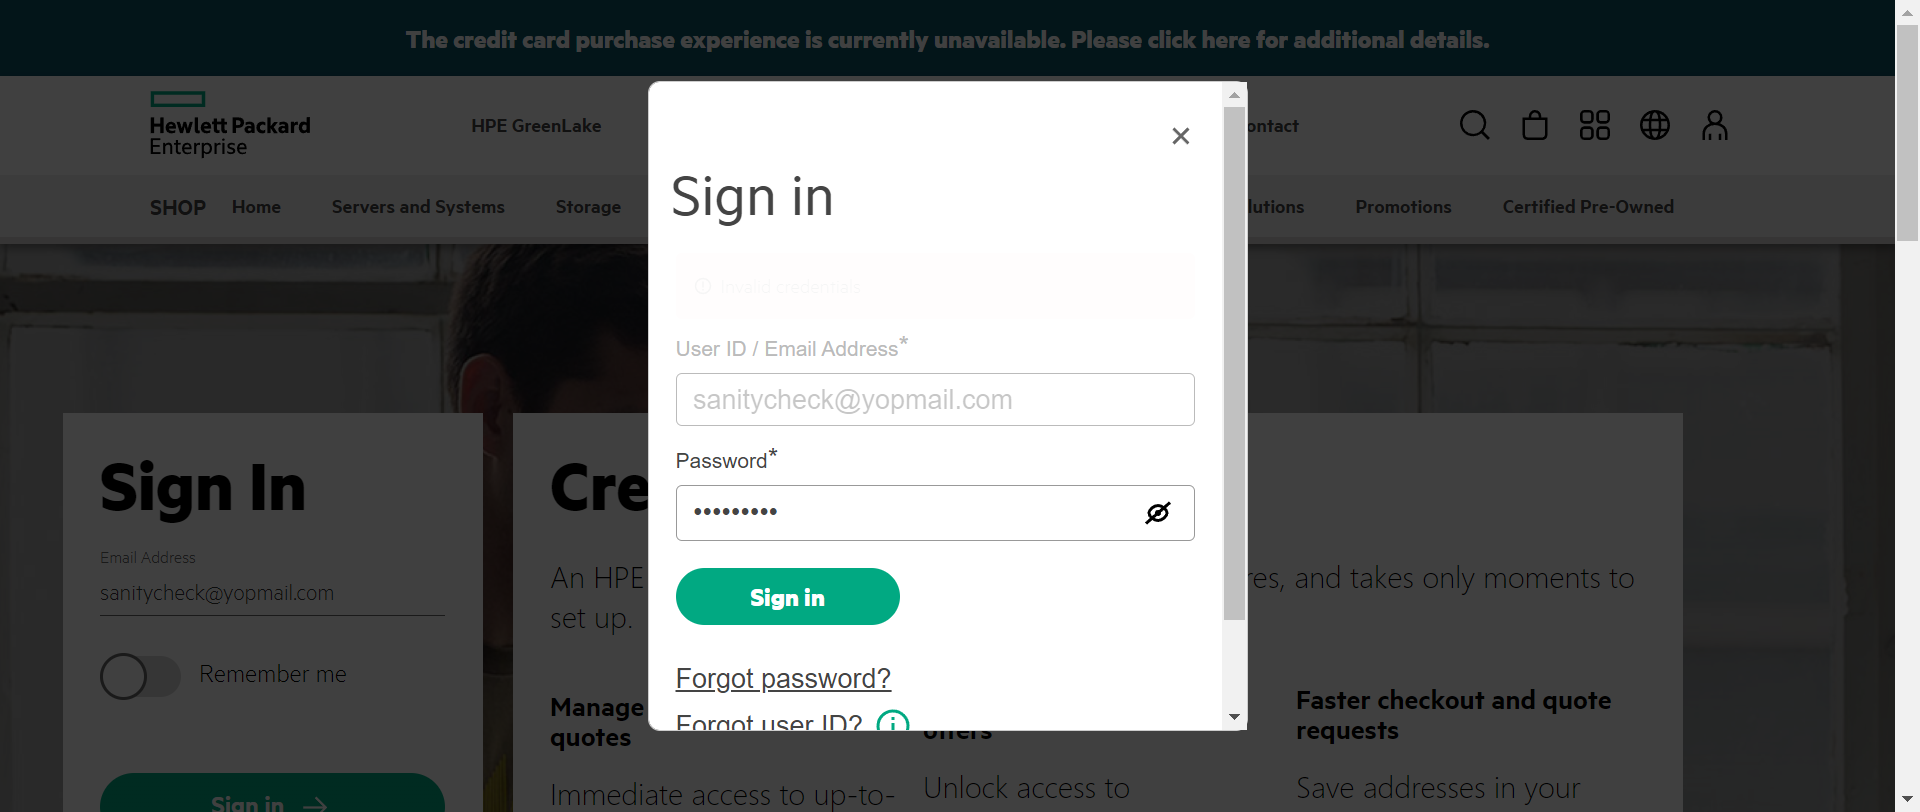 The credit card purchase experience is currently unavailable. Please click here for additional details.
Hewlett Packard
Enterprise
HPE GreenLake
ontact
SHOP Home Servers and Systems Storage
lutions Promotions Certified Pre-Owned
Sign in
Invalid credentials
User ID / Email Address*
sanitycheck@yopmail.com
Password*
•••••••••
Sign in
Forgot password?
Forgot user ID?
Sign In
Email Address
sanitycheck@yopmail.com
Remember me
Sign in
Cre
An HPE
res, and takes only moments to
set up.
Manage
quotes
Immediate access to up-to-
offers
Unlock access to
Faster checkout and quote
requests
Save addresses in your